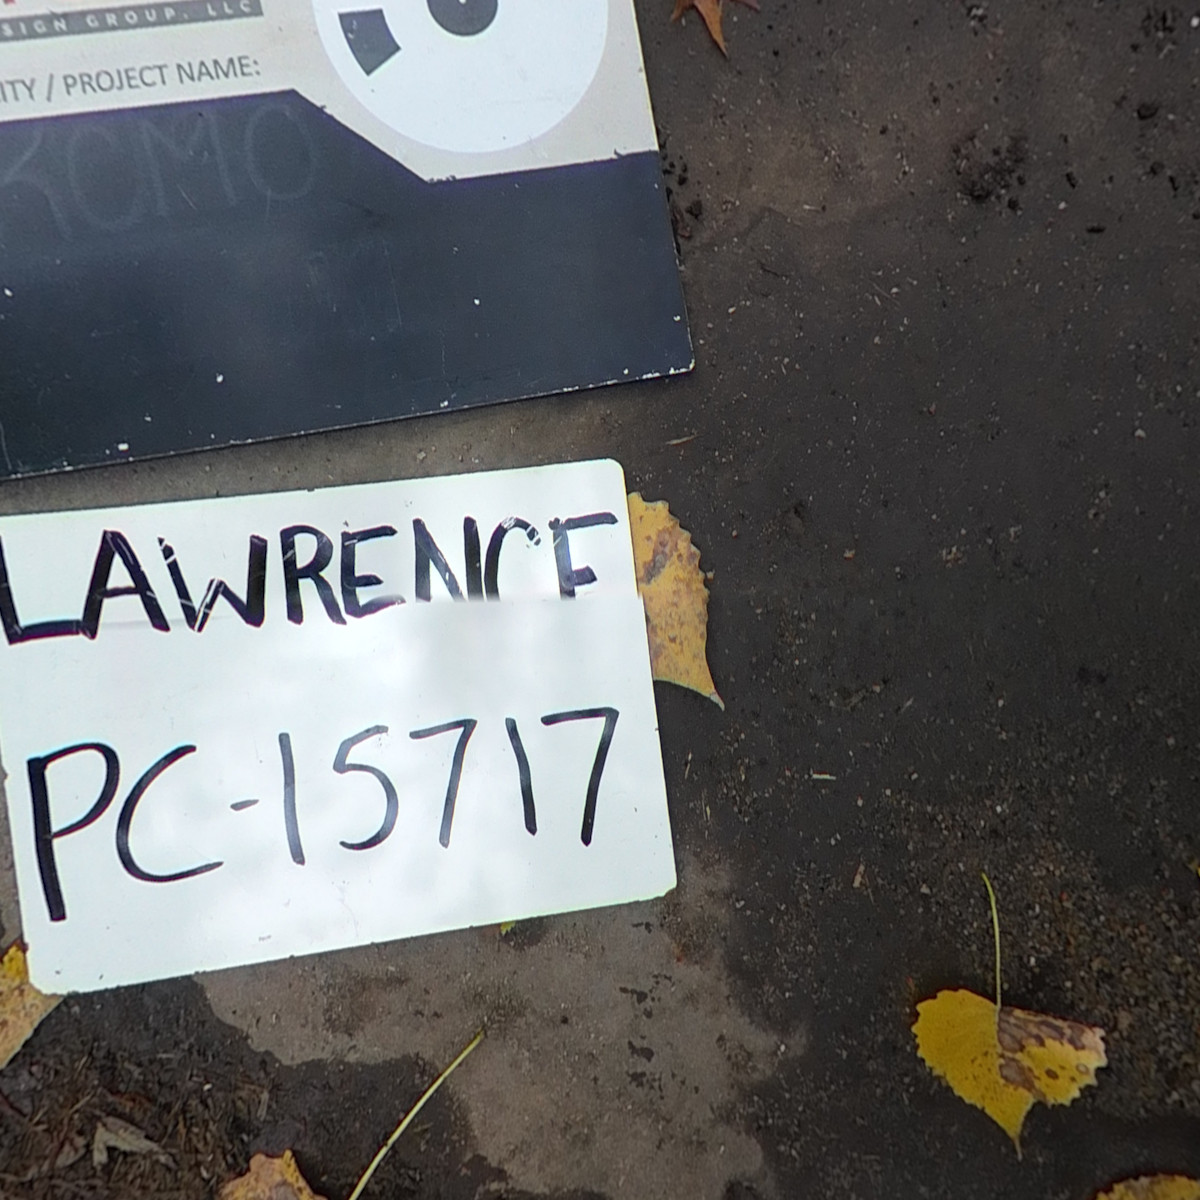 SIGN GROUP, LLC
ITY / PROJECT NAME:
KCMO
LAWRENCE
PC-15717